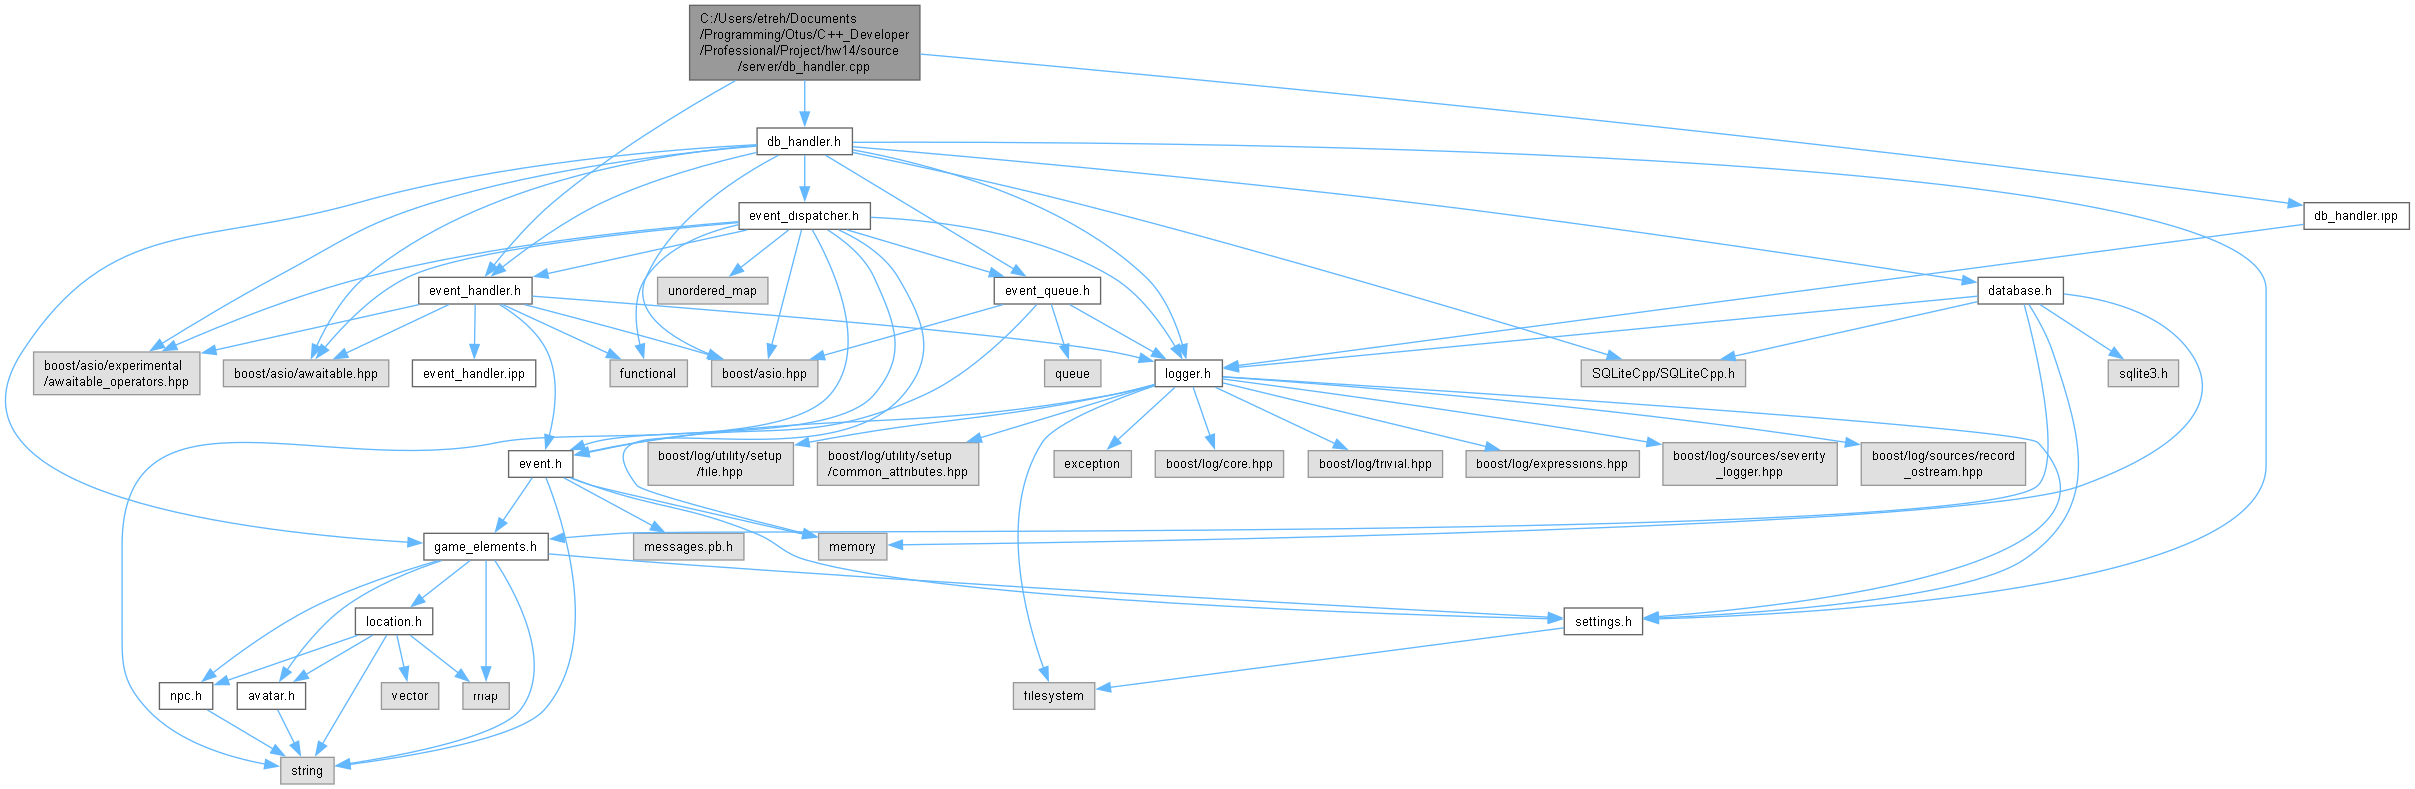 C:/Users/etreh/Documents
/Programming/Otus/C++_Developer
/Professional/Project/hw14/source
/server/db_handler.cpp
db_handler.h
event_dispatcher.h
db_handler.ipp
event_handler.h
unordered_map
event_queue.h
database.h
boost/asio/experimental
/awaitable_operators.hpp
boost/asio/awaitable.hpp
event_handler.ipp
functional
boost/asio.hpp
queue
logger.h
SQLiteCpp/SQLiteCpp.h
sqlite3.h
event.h
boost/log/utility/setup
/file.hpp
boost/log/utility/setup
/common_attributes.hpp
exception
boost/log/core.hpp
boost/log/trivial.hpp
boost/log/expressions.hpp
boost/log/sources/severity
_logger.hpp
boost/log/sources/record
_ostream.hpp
game_elements.h
messages.pb.h
memory
location.h
settings.h
npc.h
avatar.h
vector
map
filesystem
string